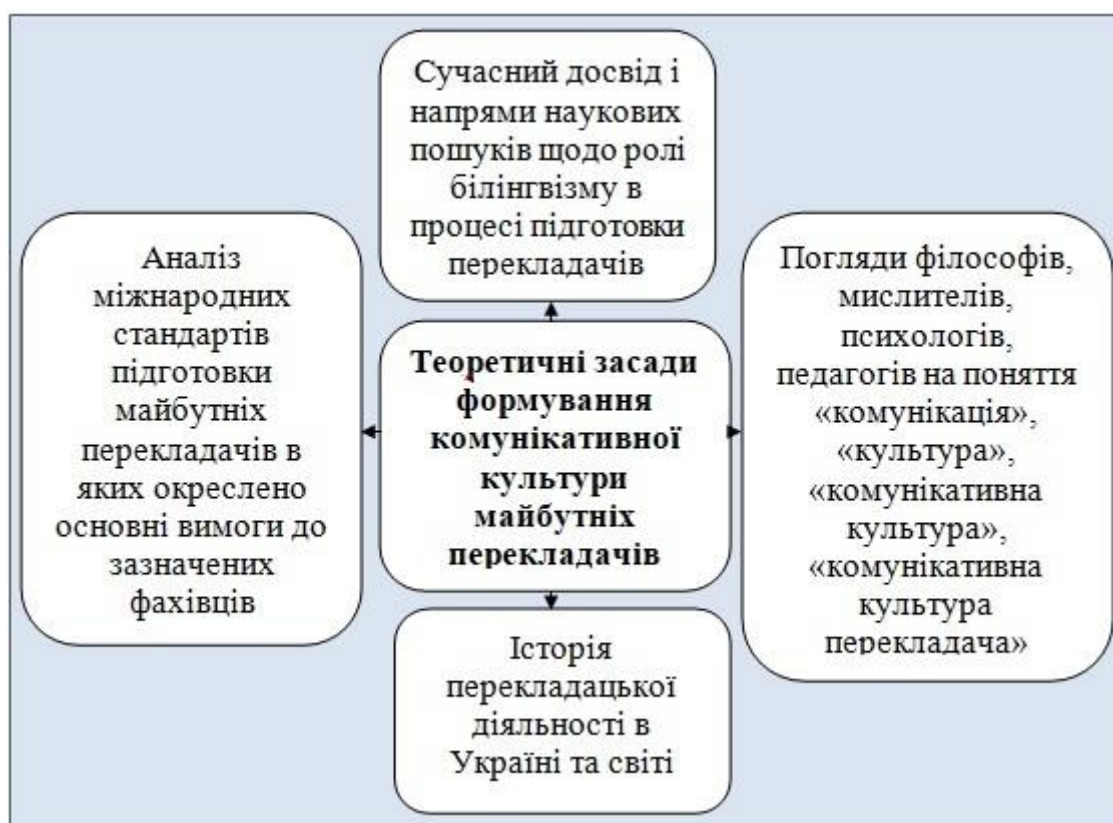 Сучасний досвід і
напрями наукових
пошуків щодо ролі
білінгвізму в
процесі підготовки
перекладачів
Аналіз
міжнародних
стандартів
підготовки
майбутніх
перекладачів в
яких окреслено
основні вимоги до
зазначених
фахівців
Теоретичні засади
формування
комунікативної
культури
майбутніх
перекладачів
Погляди філософів,
мислителів,
психологів,
педагогів на поняття
«комунікація»,
«культура»,
«комунікативна
культура»,
«комунікативна
культура
перекладача»
Історія
перекладацької
діяльності в
Україні та світі